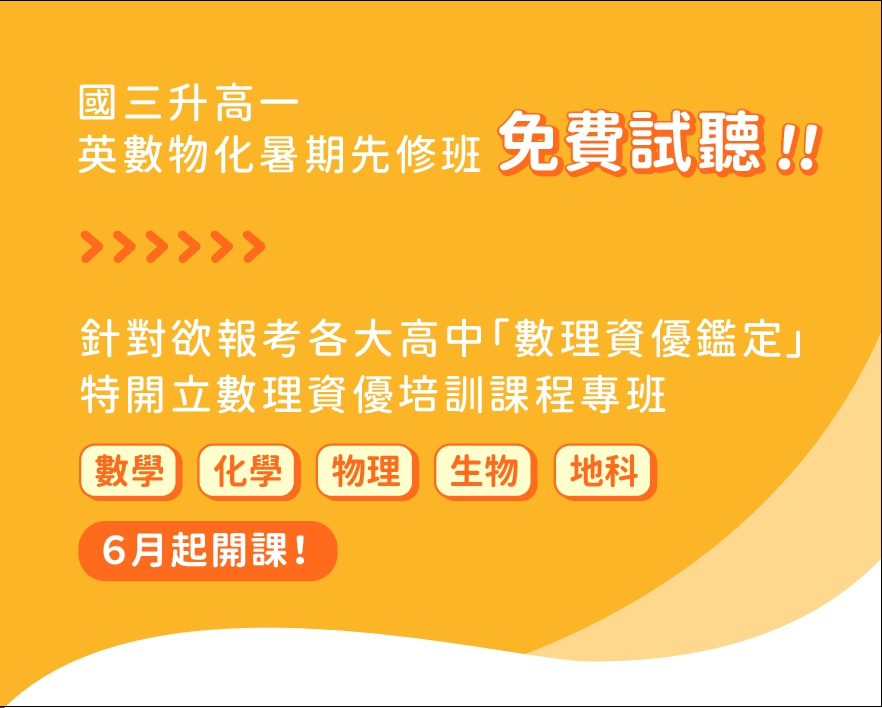 國三升高一
英數物化暑期先修班 免費試聽!!
針對欲報考各大高中「數理資優鑑定」
特開立數理資優培訓課程專班
數學 化學 物理 生物 地科
6月起開課!